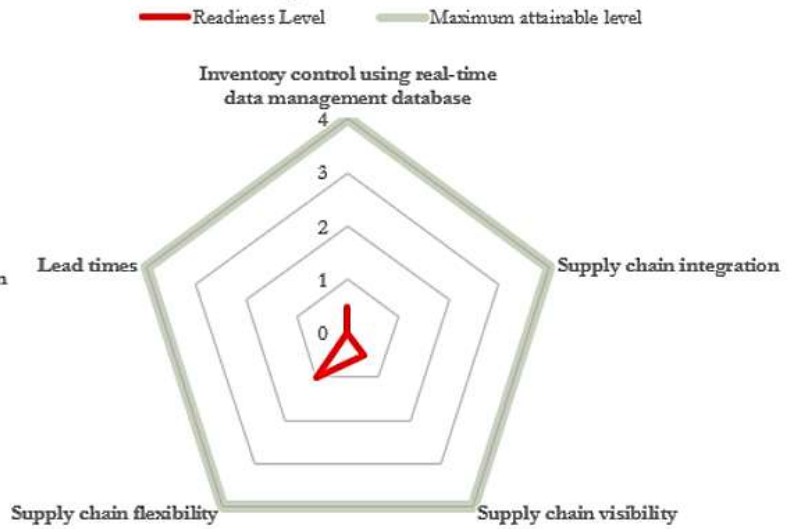 Readiness Level
Maximum attainable level
Inventory control using real-time
data management database
4
3
2
1
0
Lead times
Supply chain integration
n
Supply chain flexibility
Supply chain visibility